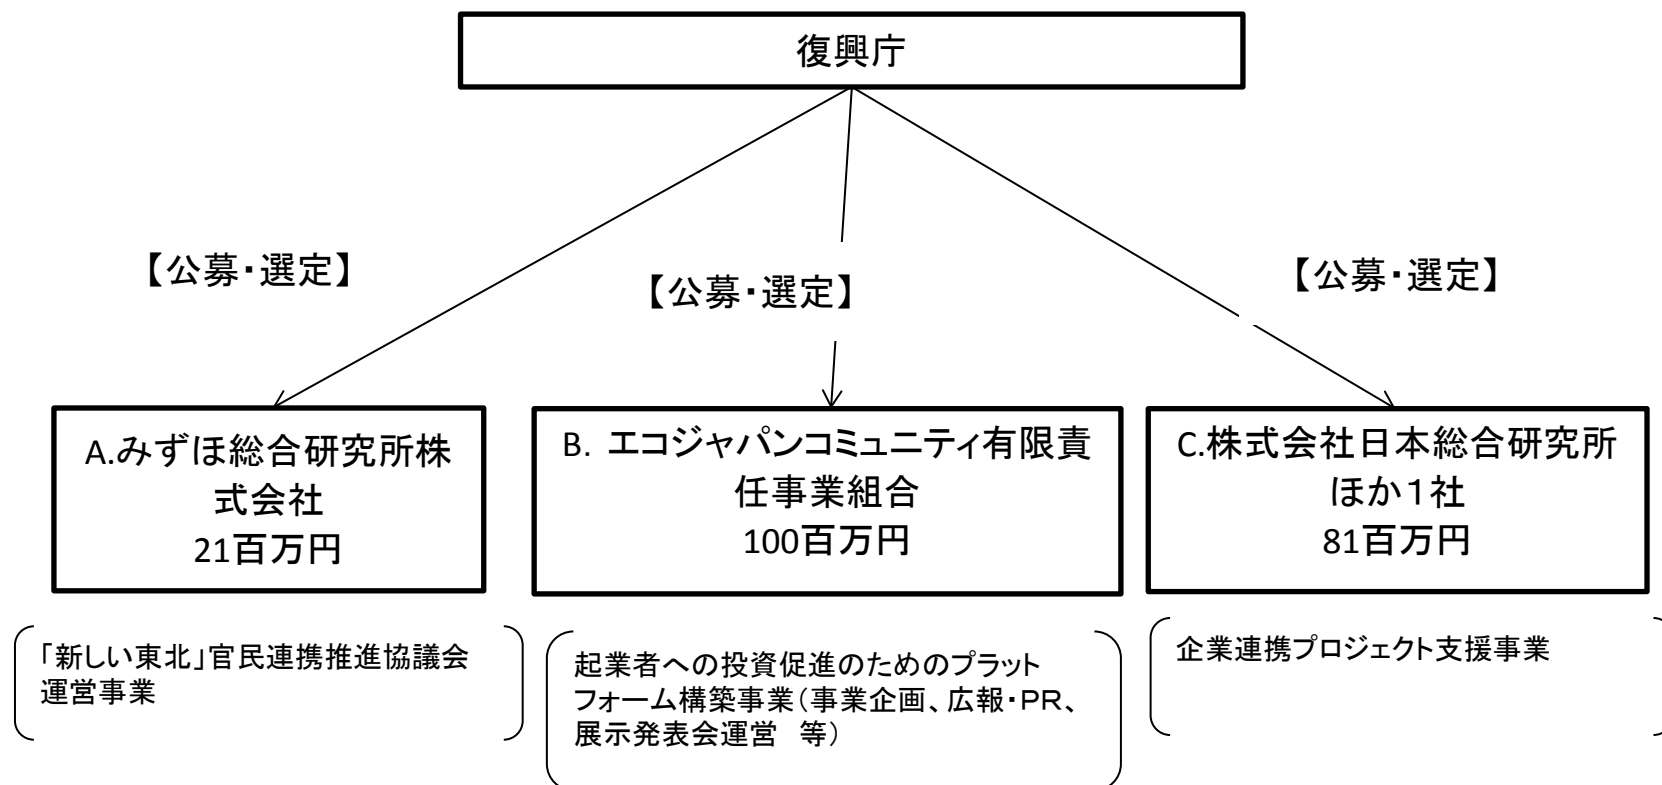 復興庁
【公募・選定】
【公募・選定】
【公募・選定】
A.みずほ総合研究所株
式会社
21百万円
B. エコジャパンコミュニティ有限責
任事業組合
100百万円
C.株式会社日本総合研究所
ほか１社
81百万円
「新しい東北」官民連携推進協議会
運営事業
起業者への投資促進のためのプラット
フォーム構築事業（事業企画、広報・ＰＲ、
展示発表会運営　等）
企業連携プロジェクト支援事業